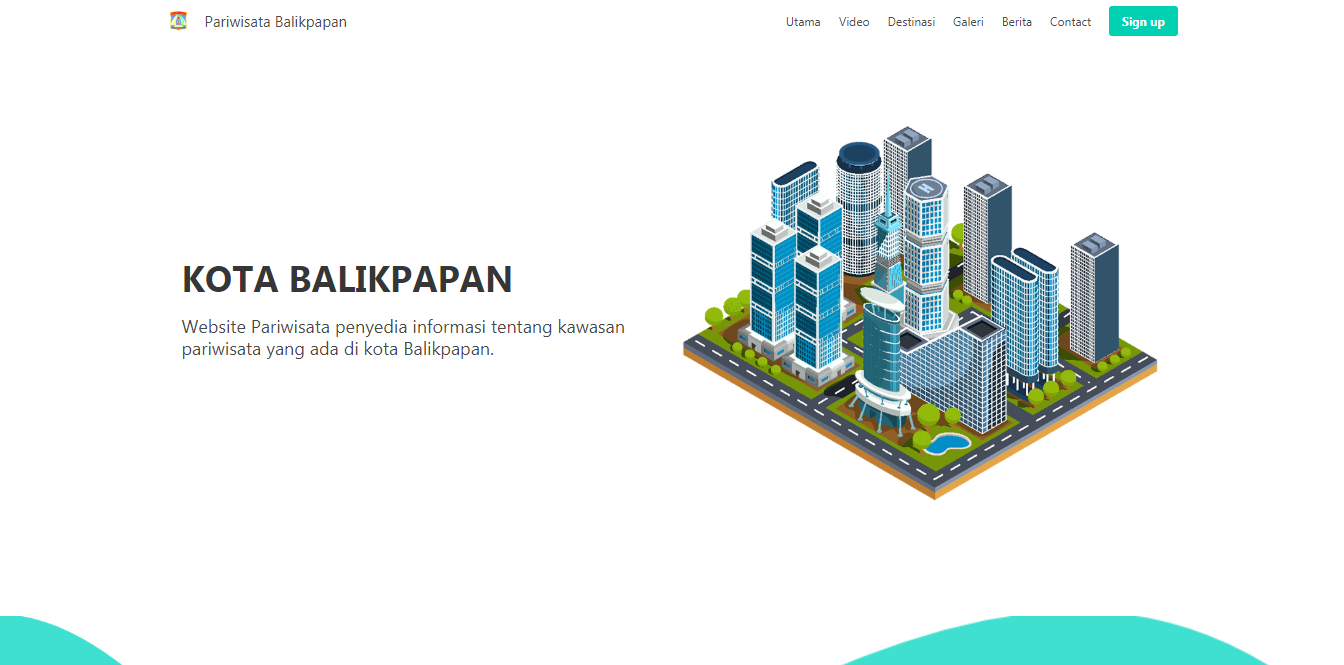 Pariwisata Balikpapan
Utama Video Destinasi Galeri Berita Contact Sign up
KOTA BALIKPAPAN
Website Pariwisata penyedia informasi tentang kawasan
pariwisata yang ada di kota Balikpapan.
H